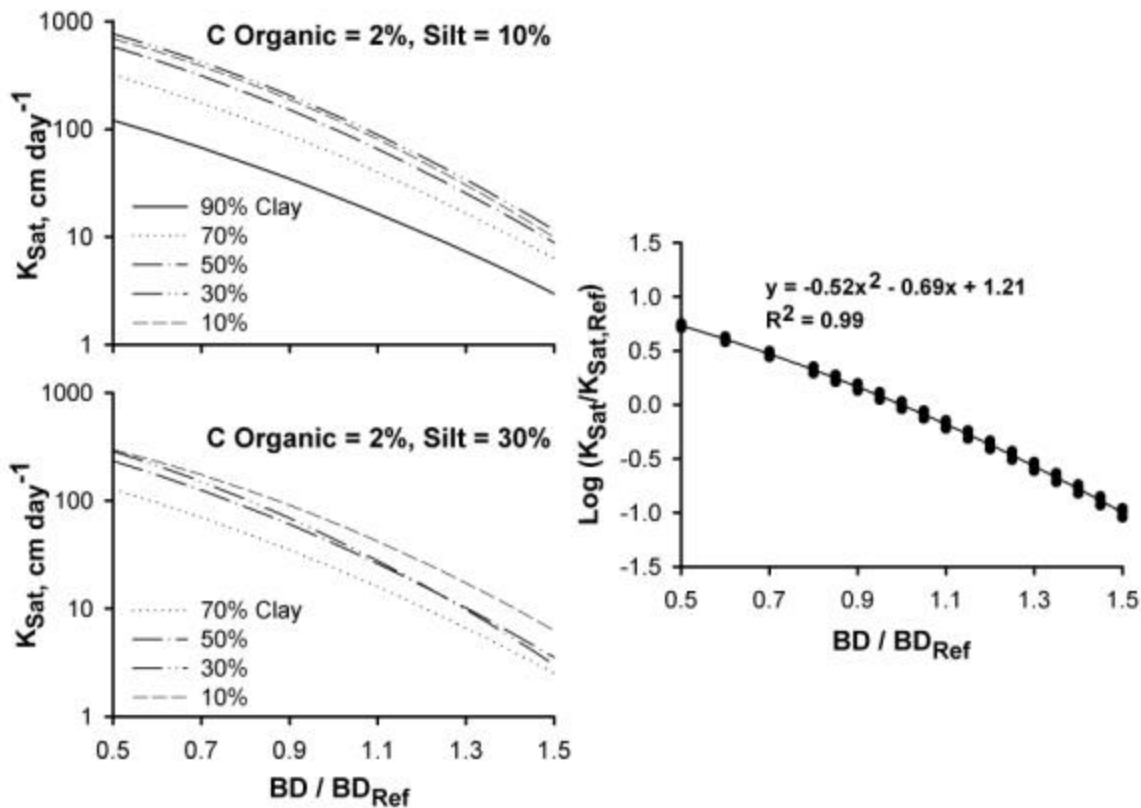 C Organic = 2%, Silt = 10%
K_Sat, cm day^-1
1000
100
10
1
90% Clay
70%
50%
30%
10%
C Organic = 2%, Silt = 30%
K_Sat, cm day^-1
1000
100
10
1
70% Clay
50%
30%
10%
0.5 0.7 0.9 1.1 1.3 1.5
BD / BD_Ref
y = -0.52x^2 - 0.69x + 1.21
R^2 = 0.99
Log (K_Sat/K_Sat,Ref)
1.5
1.0
0.5
0.0
-0.5
-1.0
-1.5
0.5 0.7 0.9 1.1 1.3 1.5
BD / BD_Ref